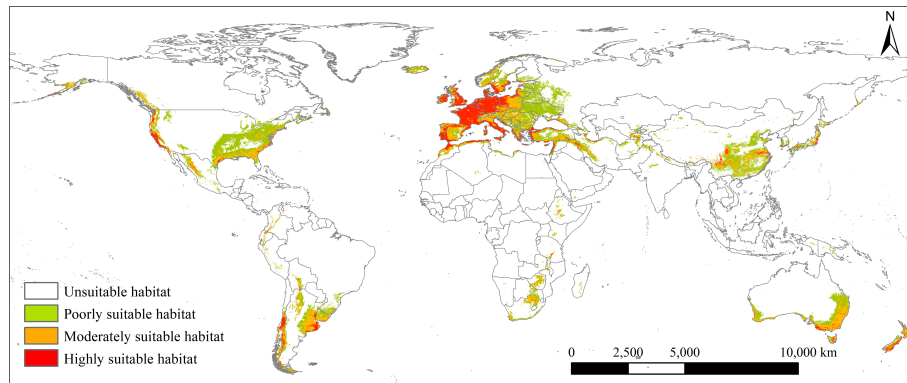 N
Unsuitable habitat
Poorly suitable habitat
Moderately suitable habitat
Highly suitable habitat
0 2,500 5,000 10,000 km